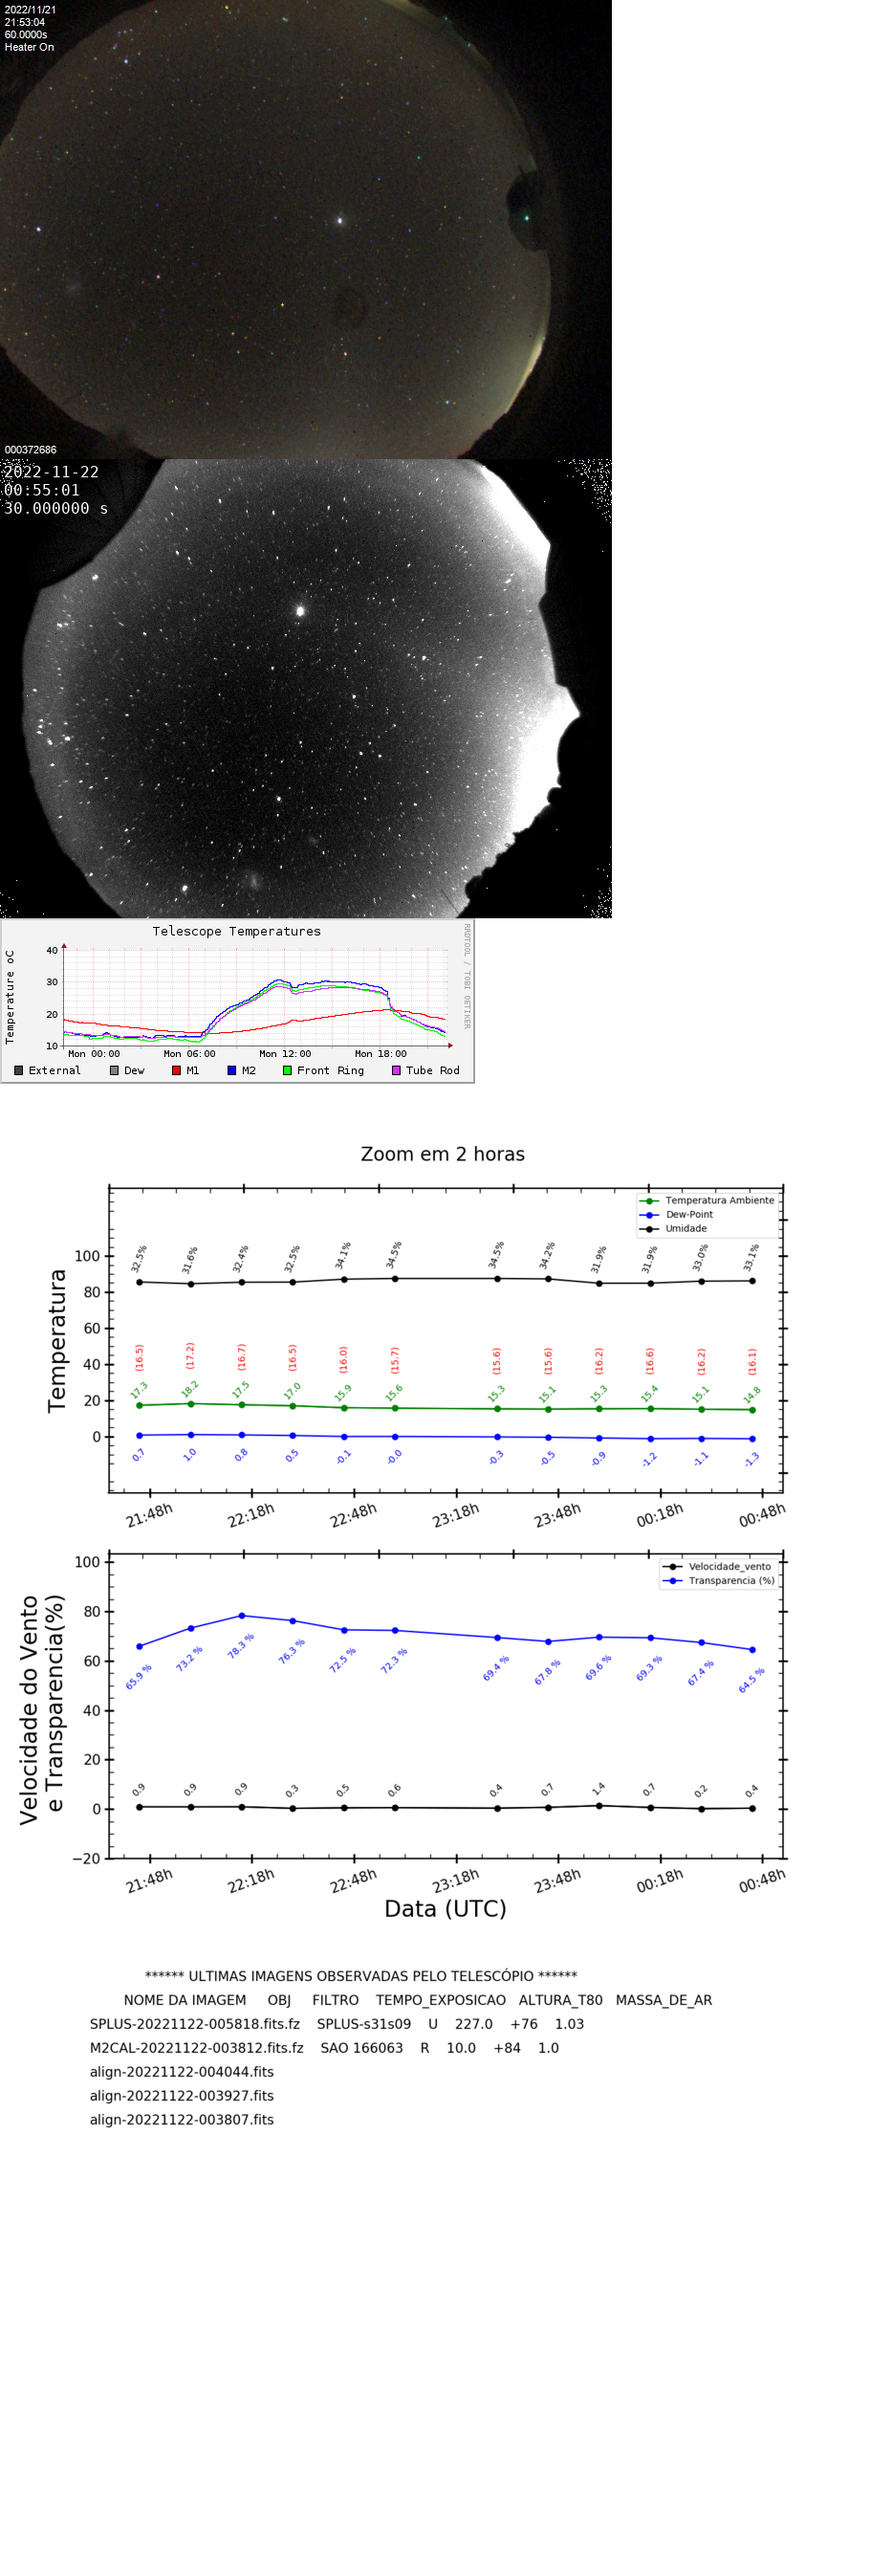 2022/11/21
21:53:04
60.0000s
Heater On
000372686
2022-11-22
00:55:01
30.000000 s
Telescope Temperatures
RRDTOOL / TOBI OETIKER
Temperature oC
40
30
20
10
Mon 00:00 Mon 06:00 Mon 12:00 Mon 18:00
External Dew M1 M2 Front Ring Tube Rod
Zoom em 2 horas
Temperatura Ambiente
Dew-Point
Umidade
Temperatura
100
80
60
40
20
0
32.5% 31.6% 32.4% 32.5% 34.1% 34.5% 34.5% 34.2% 31.9% 31.9% 33.0% 33.1%
(16.5) (17.2) (16.7) (16.5) (16.0) (15.7) (15.6) (15.6) (16.2) (16.6) (16.2) (16.1)
17.3 18.2 17.5 17.0 15.9 15.6 15.3 15.1 15.3 15.4 15.1 14.8
0.7 1.0 0.8 0.5 -0.1 -0.0 -0.3 -0.5 -0.9 -1.2 -1.1 -1.3
21:48h 22:18h 22:48h 23:18h 23:48h 00:18h 00:48h
Velocidade_vento
Transparencia (%)
Velocidade do Vento
e Transparencia(%)
100
80
60
40
20
0
−20
65.9 % 73.2 % 78.3 % 76.3 % 72.5 % 72.3 % 69.4 % 67.8 % 69.6 % 69.3 % 67.4 % 64.5 %
0.9 0.9 0.9 0.3 0.5 0.6 0.4 0.7 1.4 0.7 0.2 0.4
21:48h 22:18h 22:48h 23:18h 23:48h 00:18h 00:48h
Data (UTC)
****** ULTIMAS IMAGENS OBSERVADAS PELO TELESCÓPIO ******
NOME DA IMAGEM OBJ FILTRO TEMPO_EXPOSICAO ALTURA_T80 MASSA_DE_AR
SPLUS-20221122-005818.fits.fz SPLUS-s31s09 U 227.0 +76 1.03
M2CAL-20221122-003812.fits.fz SAO 166063 R 10.0 +84 1.0
align-20221122-004044.fits
align-20221122-003927.fits
align-20221122-003807.fits